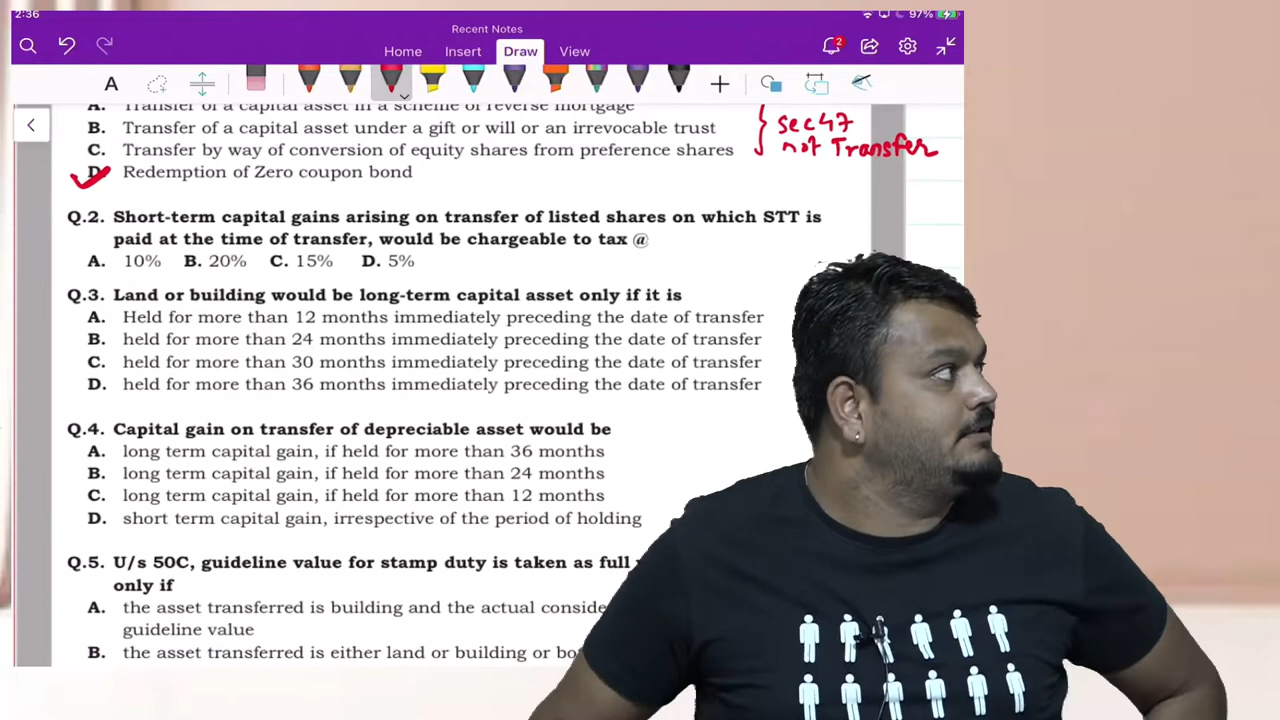 2:36
97%
Recent Notes
2
Home Insert Draw View
A
A. Transfer of a capital asset in a scheme of reverse mortgage
B. Transfer of a capital asset under a gift or will or an irrevocable trust
C. Transfer by way of conversion of equity shares from preference shares
D. Redemption of Zero coupon bond
} sec 47
not Transfer
Q.2. Short-term capital gains arising on transfer of listed shares on which STT is
paid at the time of transfer, would be chargeable to tax @
A. 10% B. 20% C. 15% D. 5%
Q.3. Land or building would be long-term capital asset only if it is
A. Held for more than 12 months immediately preceding the date of transfer
B. held for more than 24 months immediately preceding the date of transfer
C. held for more than 30 months immediately preceding the date of transfer
D. held for more than 36 months immediately preceding the date of transfer
Q.4. Capital gain on transfer of depreciable asset would be
A. long term capital gain, if held for more than 36 months
B. long term capital gain, if held for more than 24 months
C. long term capital gain, if held for more than 12 months
D. short term capital gain, irrespective of the period of holding
Q.5. U/s 50C, guideline value for stamp duty is taken as full
only if
A. the asset transferred is building and the actual conside
guideline value
B. the asset transferred is either land or building or bo